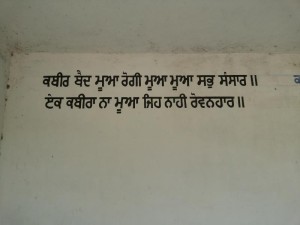 ਕਬੀਰ ਬੈਦ ਮੂਆ ਰੋਗੀ ਮੂਆ ਮੂਆ ਸਭੁ ਸੰਸਾਰ॥
ਏਕ ਕਬੀਰਾ ਨਾ ਮੂਆ ਜਿਹ ਨਾਹੀ ਰੋਵਨਹਾਰ॥